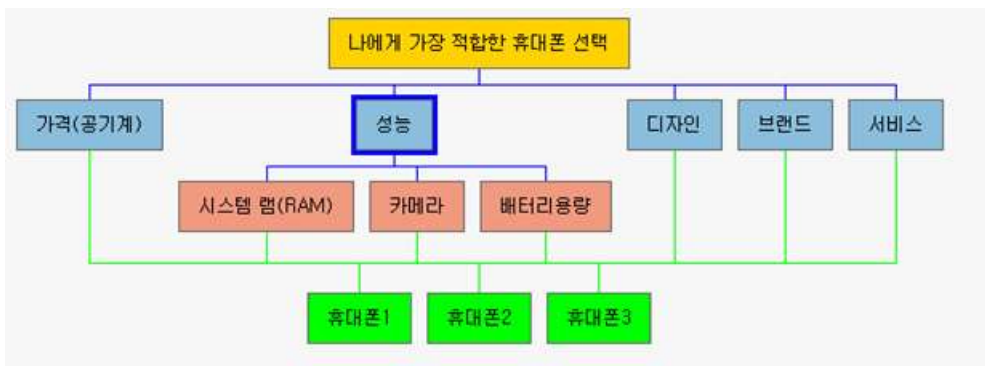 나에게 가장 적합한 휴대폰 선택
가격(공기계)
성능
디자인
브랜드
서비스
시스템 램(RAM)
카메라
배터리용량
휴대폰1
휴대폰2
휴대폰3